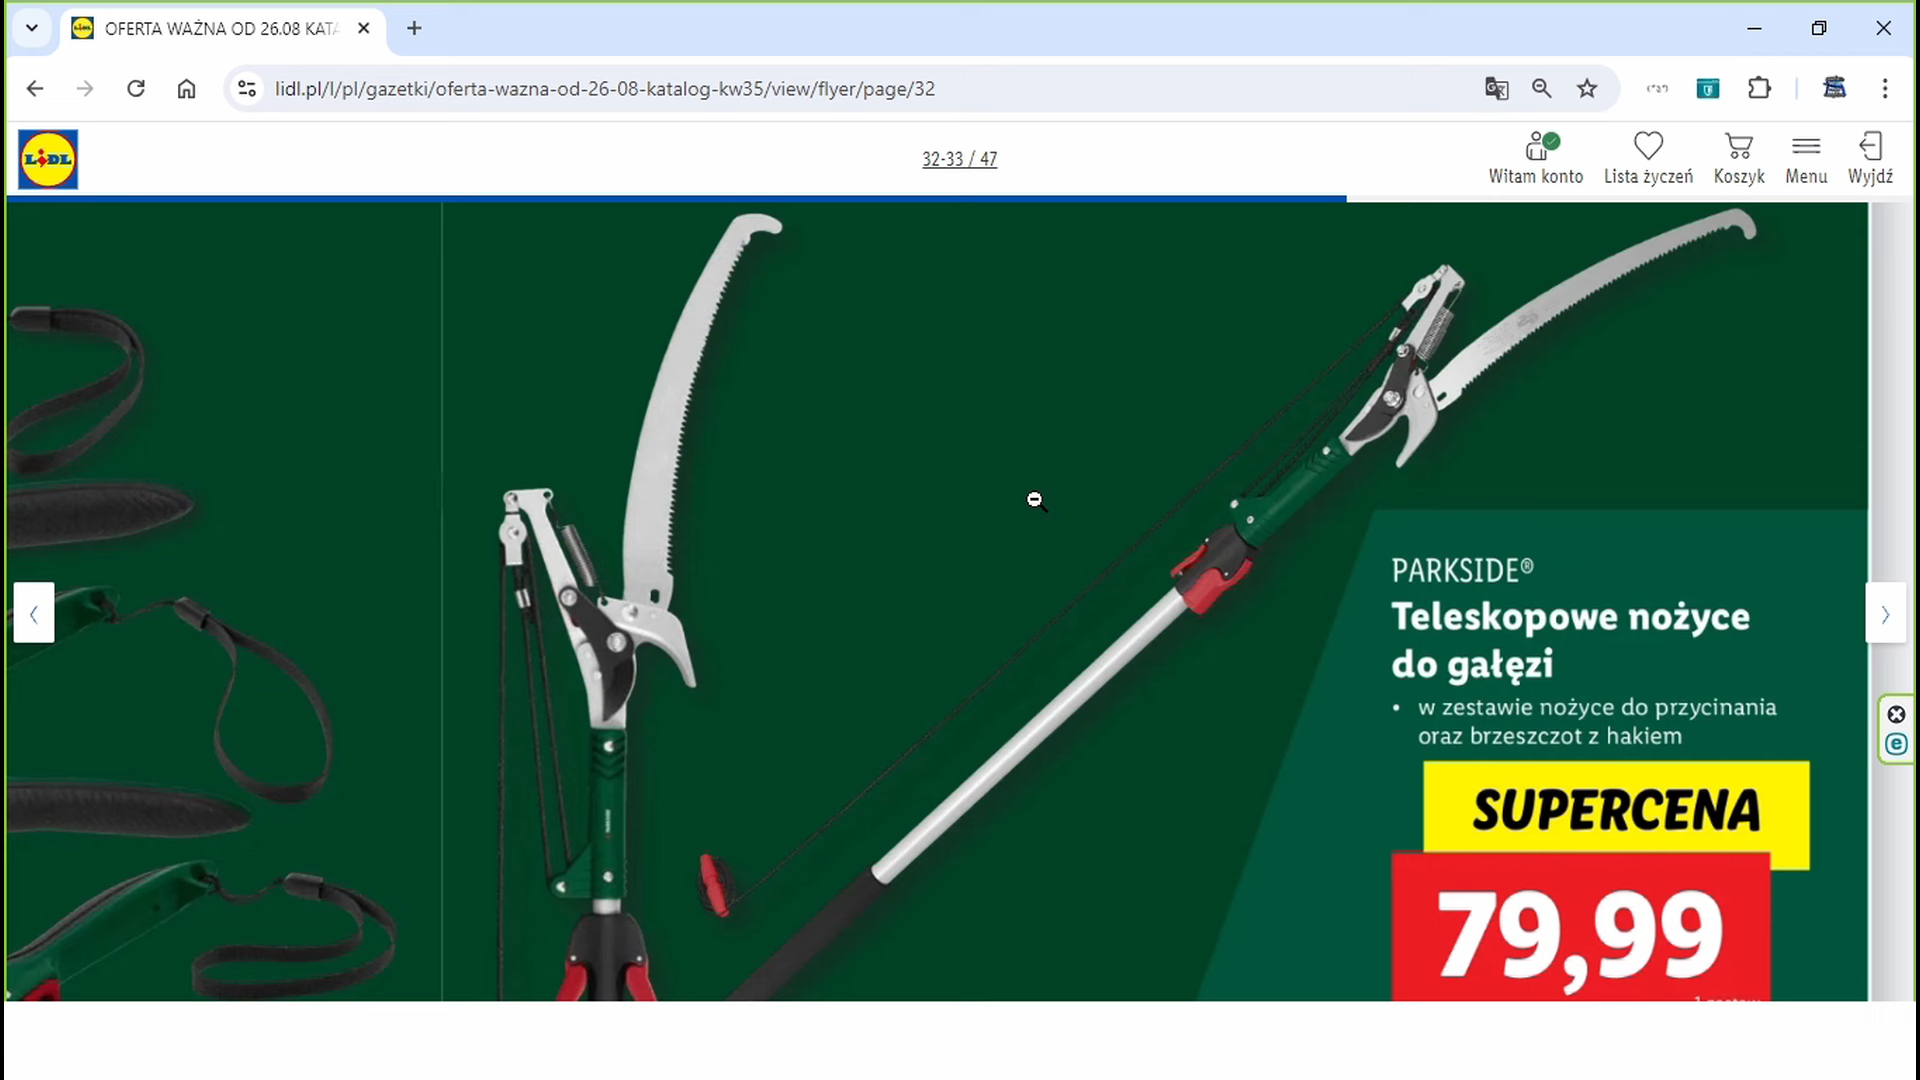 OFERTA WAŻNA OD 26.08 KATA
lidl.pl/l/pl/gazetki/oferta-wazna-od-26-08-katalog-kw35/view/flyer/page/32
LIDL
32-33 / 47
Witam konto
Lista życzeń
Koszyk
Menu
Wyjdź
PARKSIDE®
Teleskopowe nożyce
do gałęzi
• w zestawie nożyce do przycinania
oraz brzeszczot z hakiem
SUPERCENA
79,99